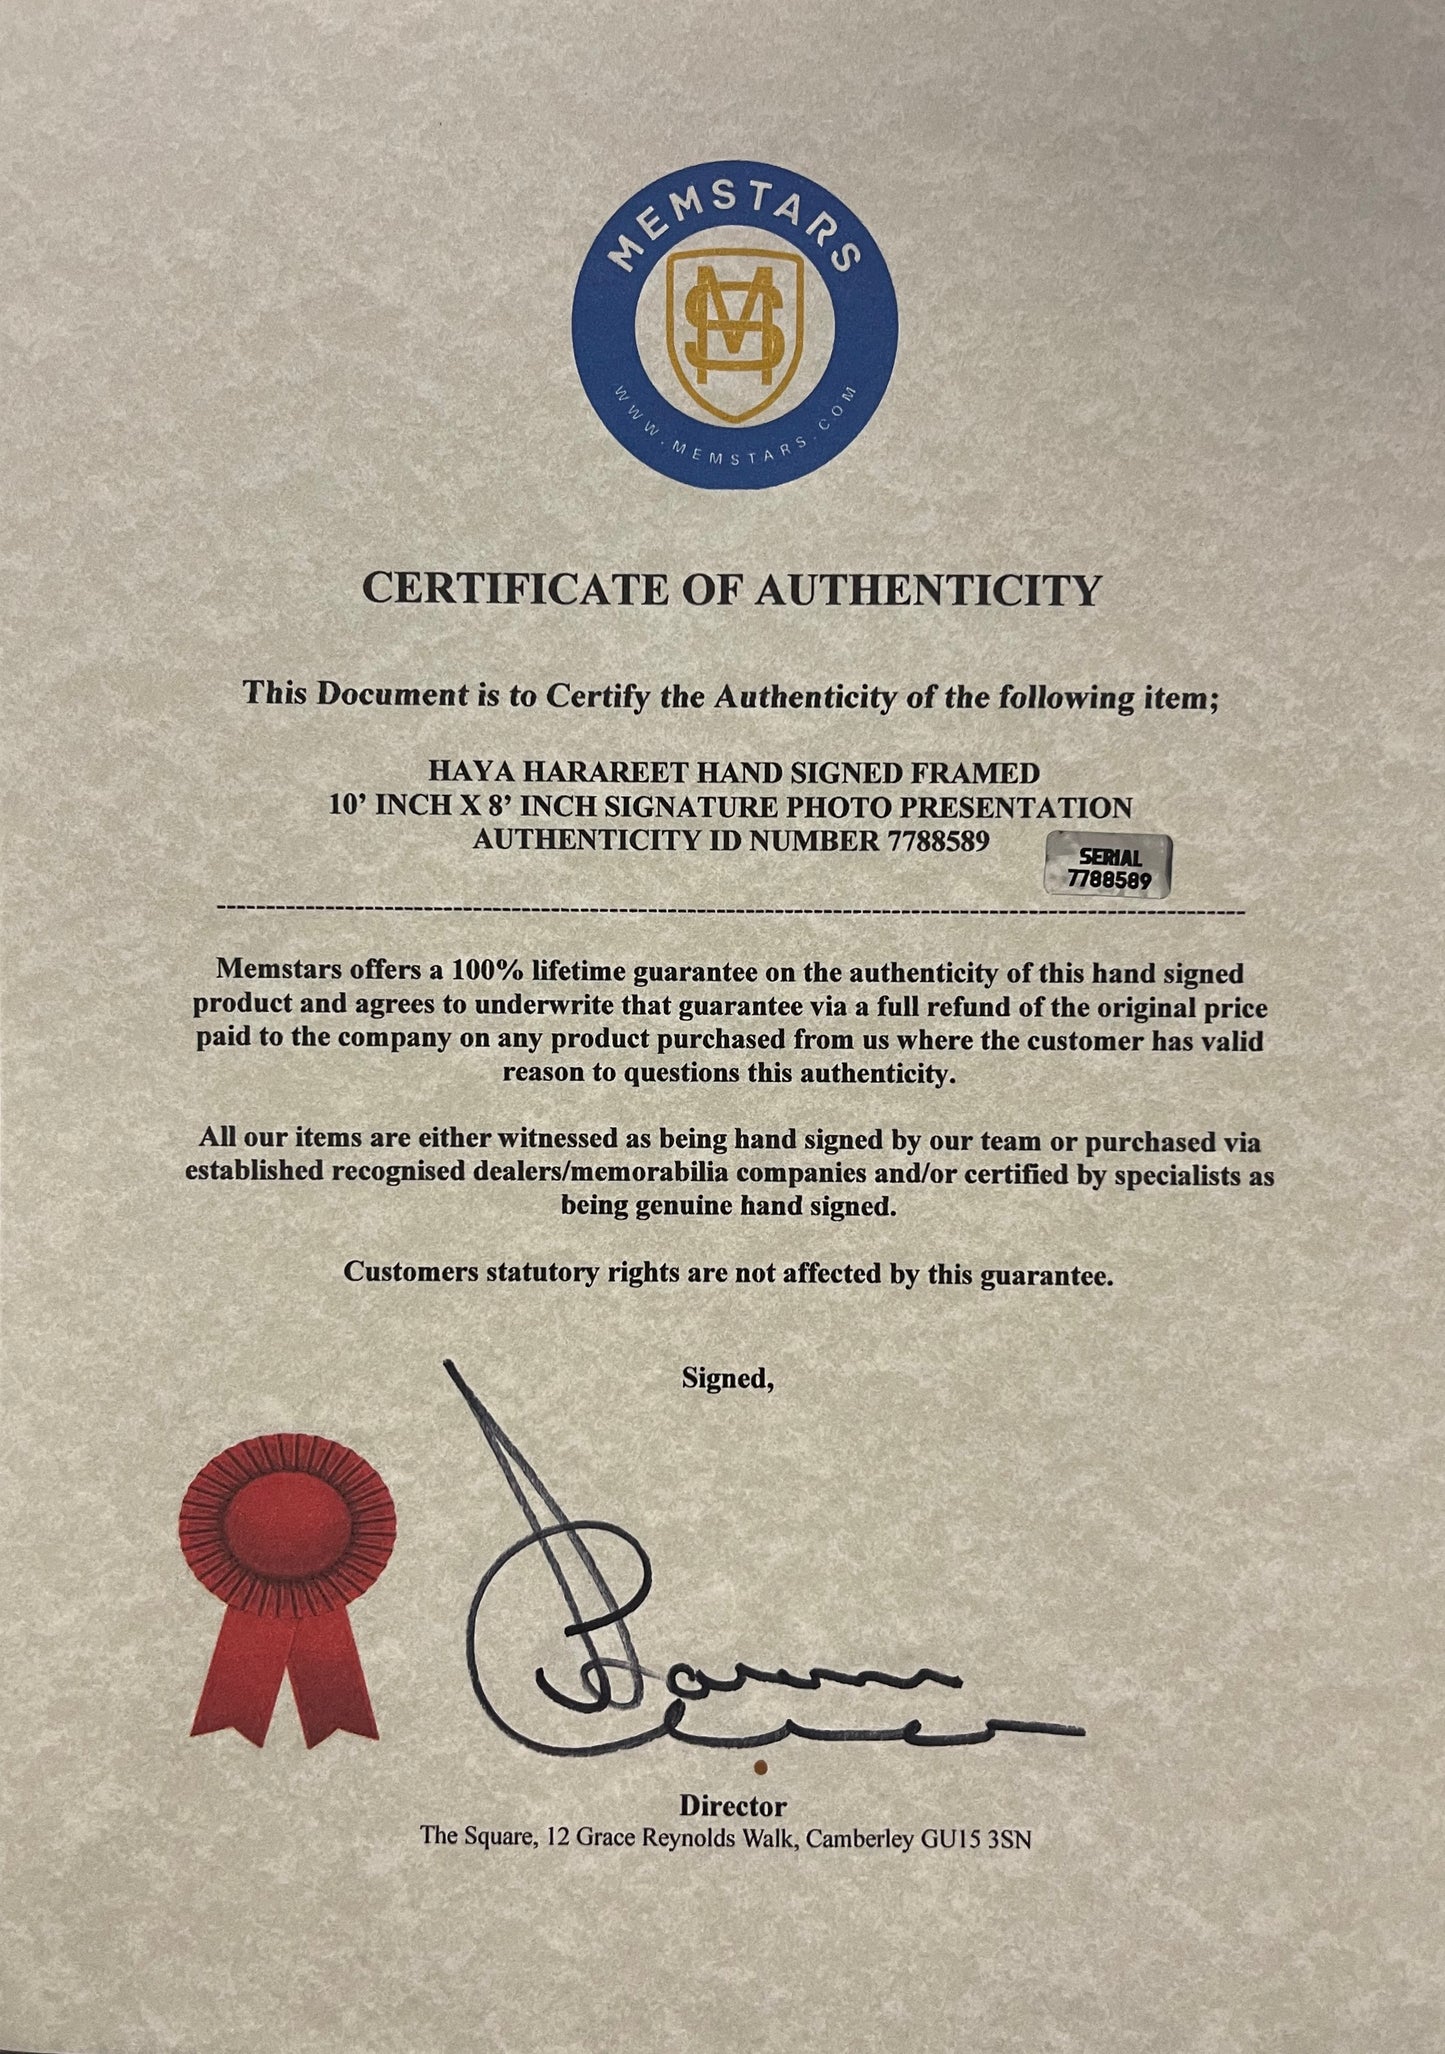 MEMSTARS
WWW.MEMSTARS.COM
CERTIFICATE OF AUTHENTICITY
This Document is to Certify the Authenticity of the following item;
HAYA HARAREET HAND SIGNED FRAMED
10’ INCH X 8’ INCH SIGNATURE PHOTO PRESENTATION
AUTHENTICITY ID NUMBER 7788589
SERIAL
7788589
Memstars offers a 100% lifetime guarantee on the authenticity of this hand signed
product and agrees to underwrite that guarantee via a full refund of the original price
paid to the company on any product purchased from us where the customer has valid
reason to questions this authenticity.
All our items are either witnessed as being hand signed by our team or purchased via
established recognised dealers/memorabilia companies and/or certified by specialists as
being genuine hand signed.
Customers statutory rights are not affected by this guarantee.
Signed,
Director
The Square, 12 Grace Reynolds Walk, Camberley GU15 3SN